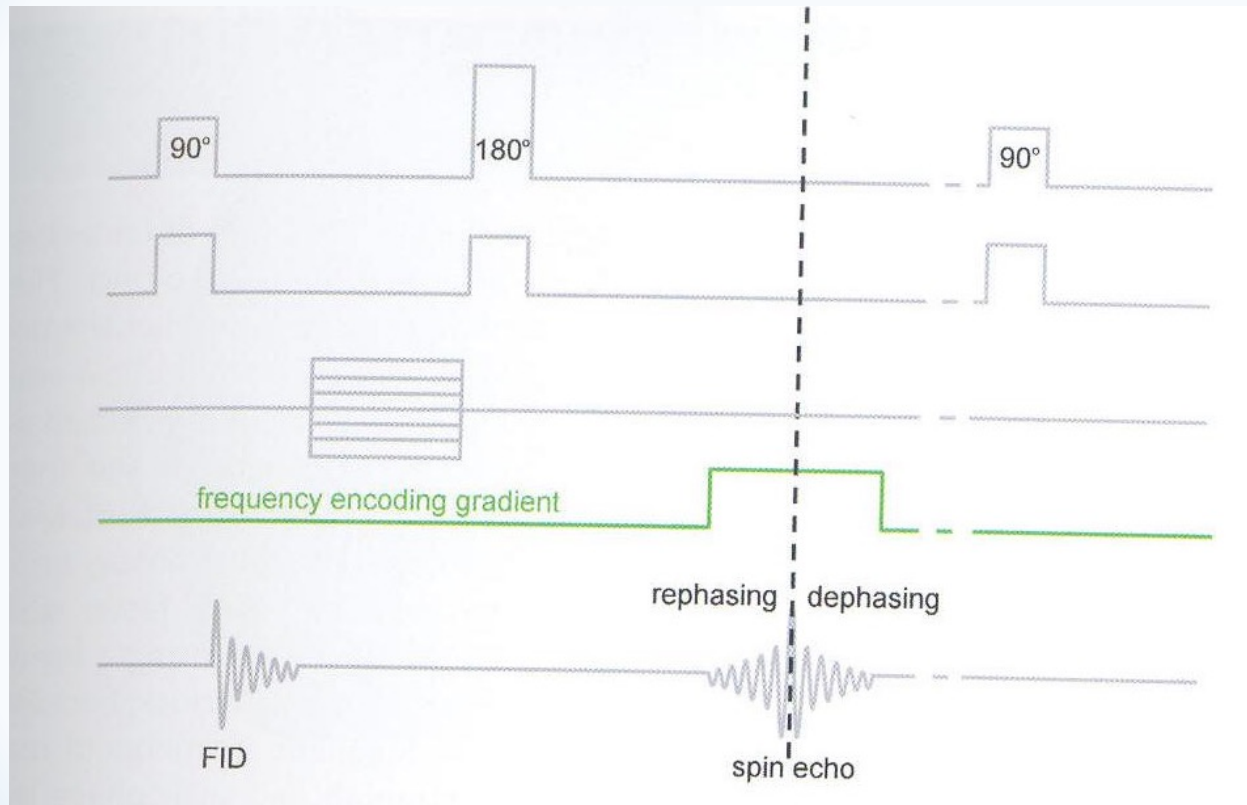 90°
180°
90°
frequency encoding gradient
rephasing
dephasing
FID
spin echo